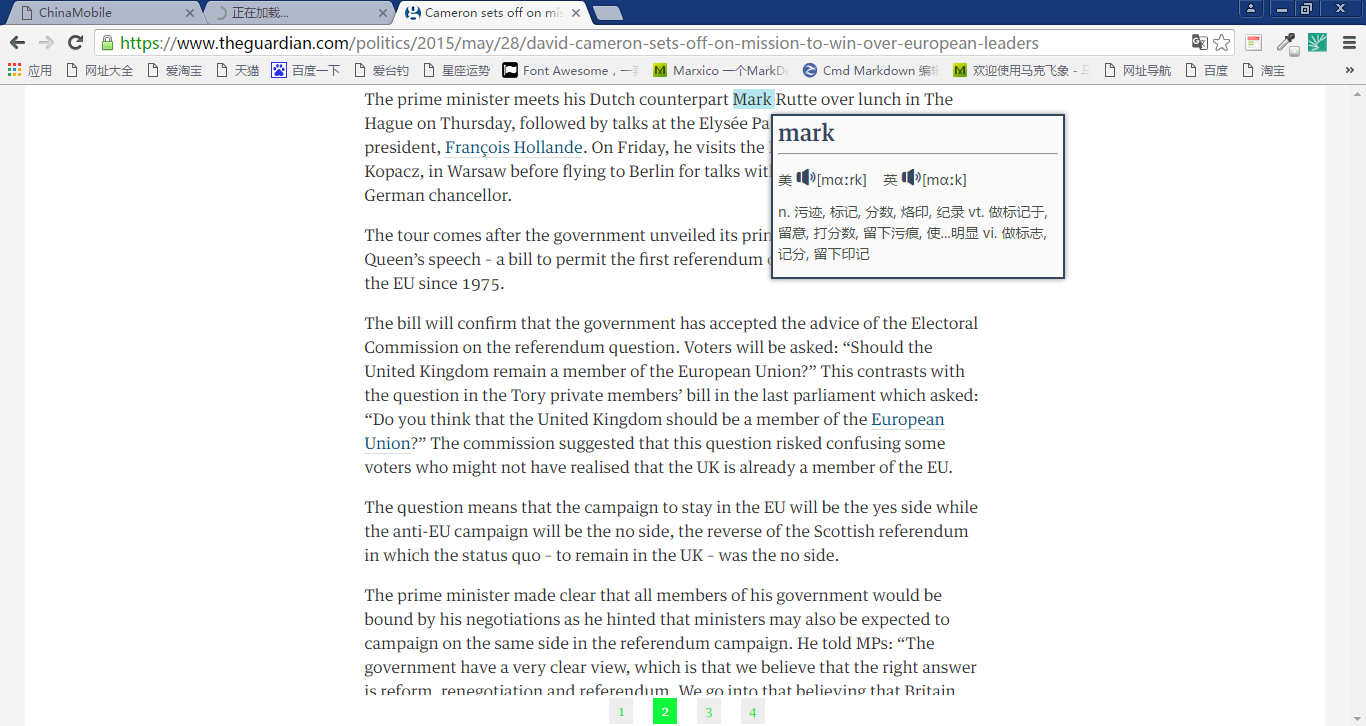 ChinaMobile
正在加载...
Cameron sets off on mis
https://www.theguardian.com/politics/2015/may/28/david-cameron-sets-off-on-mission-to-win-over-european-leaders
应用 网址大全 爱淘宝 天猫 百度一下 爱台钓 星座运势 Font Awesome，一 Marxico 一个MarkD Cmd Markdown 编辑 欢迎使用马克飞象 - 网址导航 百度 淘宝 »
The prime minister meets his Dutch counterpart Mark Rutte over lunch in The
Hague on Thursday, followed by talks at the Elysée Pa
president, François Hollande. On Friday, he visits the
Kopacz, in Warsaw before flying to Berlin for talks wit
German chancellor.
mark
美 [mɑːrk] 英 [mɑːk]
n. 污迹, 标记, 分数, 烙印, 纪录 vt. 做标记于,
留意, 打分数, 留下污痕, 使...明显 vi. 做标志,
记分, 留下印记
The tour comes after the government unveiled its prin
Queen’s speech – a bill to permit the first referendum
the EU since 1975.
The bill will confirm that the government has accepted the advice of the Electoral
Commission on the referendum question. Voters will be asked: “Should the
United Kingdom remain a member of the European Union?” This contrasts with
the question in the Tory private members’ bill in the last parliament which asked:
“Do you think that the United Kingdom should be a member of the European
Union?” The commission suggested that this question risked confusing some
voters who might not have realised that the UK is already a member of the EU.
The question means that the campaign to stay in the EU will be the yes side while
the anti-EU campaign will be the no side, the reverse of the Scottish referendum
in which the status quo – to remain in the UK – was the no side.
The prime minister made clear that all members of his government would be
bound by his negotiations as he hinted that ministers may also be expected to
campaign on the same side in the referendum campaign. He told MPs: “The
government have a very clear view, which is that we believe that the right answer
is reform, renegotiation and referendum. We go into that believing that Britain
1 2 3 4